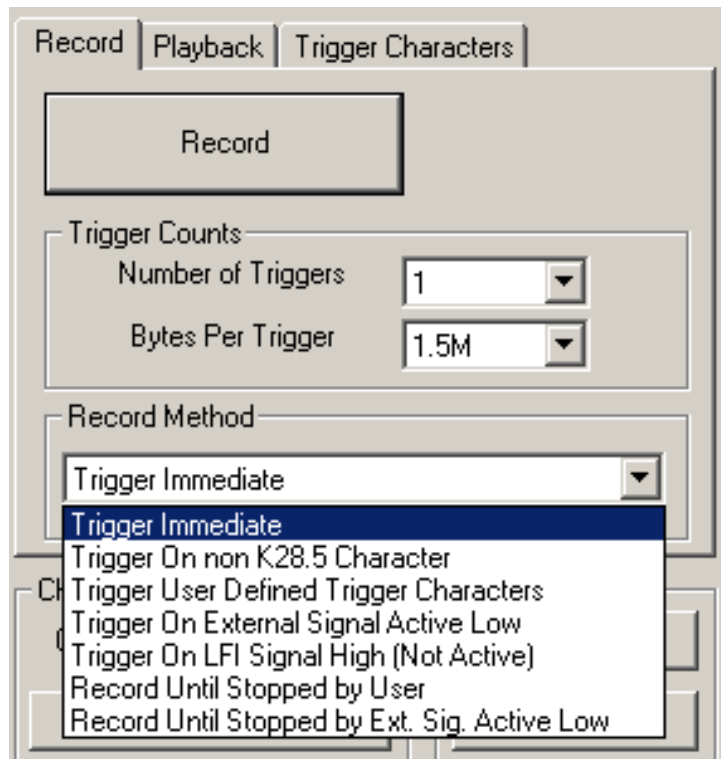 Record Playback Trigger Characters
Record
Trigger Counts
Number of Triggers 1
Bytes Per Trigger 1.5M
Record Method
Trigger Immediate
Trigger Immediate
Trigger On non K28.5 Character
Trigger User Defined Trigger Characters
Trigger On External Signal Active Low
Trigger On LFI Signal High (Not Active)
Record Until Stopped by User
Record Until Stopped by Ext. Sig. Active Low